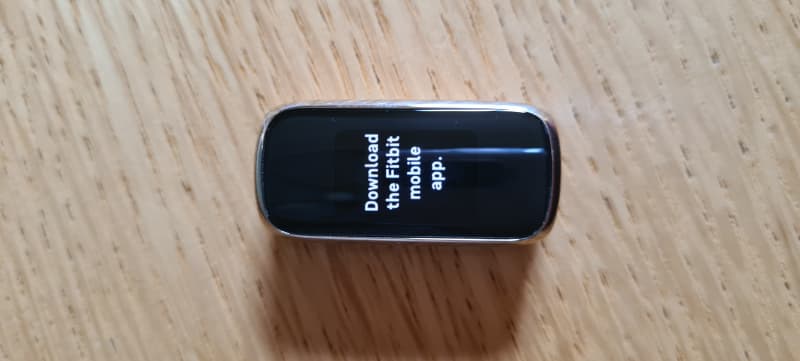 Download
the Fitbit
mobile
app.